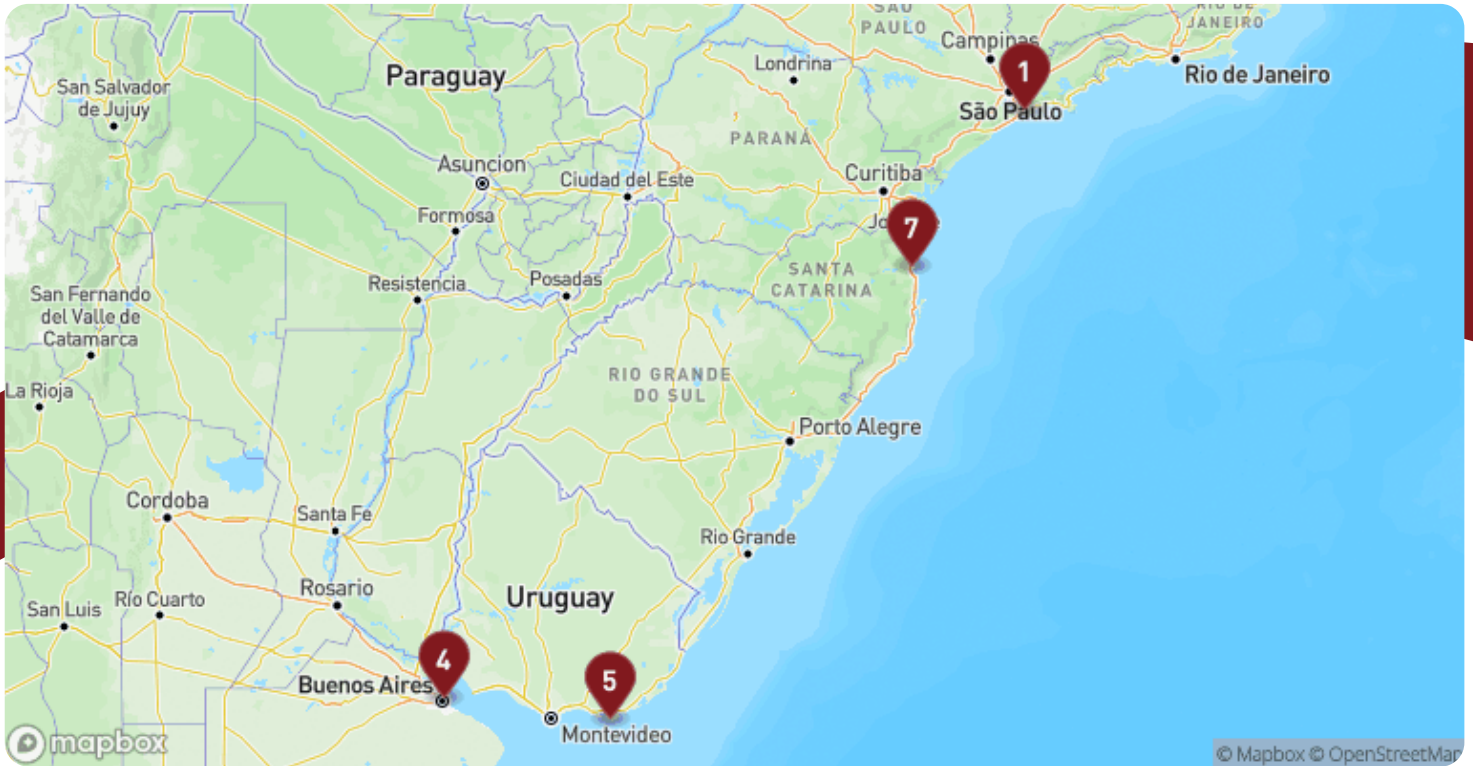 SÃO
PAULO
RIO DE
JANEIRO
Campinas
Londrina
1
Rio de Janeiro
São Paulo
Paraguay
San Salvador
de Jujuy
PARANÁ
Asuncion
Curitiba
Ciudad del Este
Formosa
7
SANTA
CATARINA
Resistencia
Posadas
San Fernando
del Valle de
Catamarca
La Rioja
RIO GRANDE
DO SUL
Porto Alegre
Cordoba
Santa Fe
Rio Grande
Rosario
Uruguay
San Luis
Río Cuarto
4
Buenos Aires
5
Montevideo
mapbox
© Mapbox © OpenStreetMap